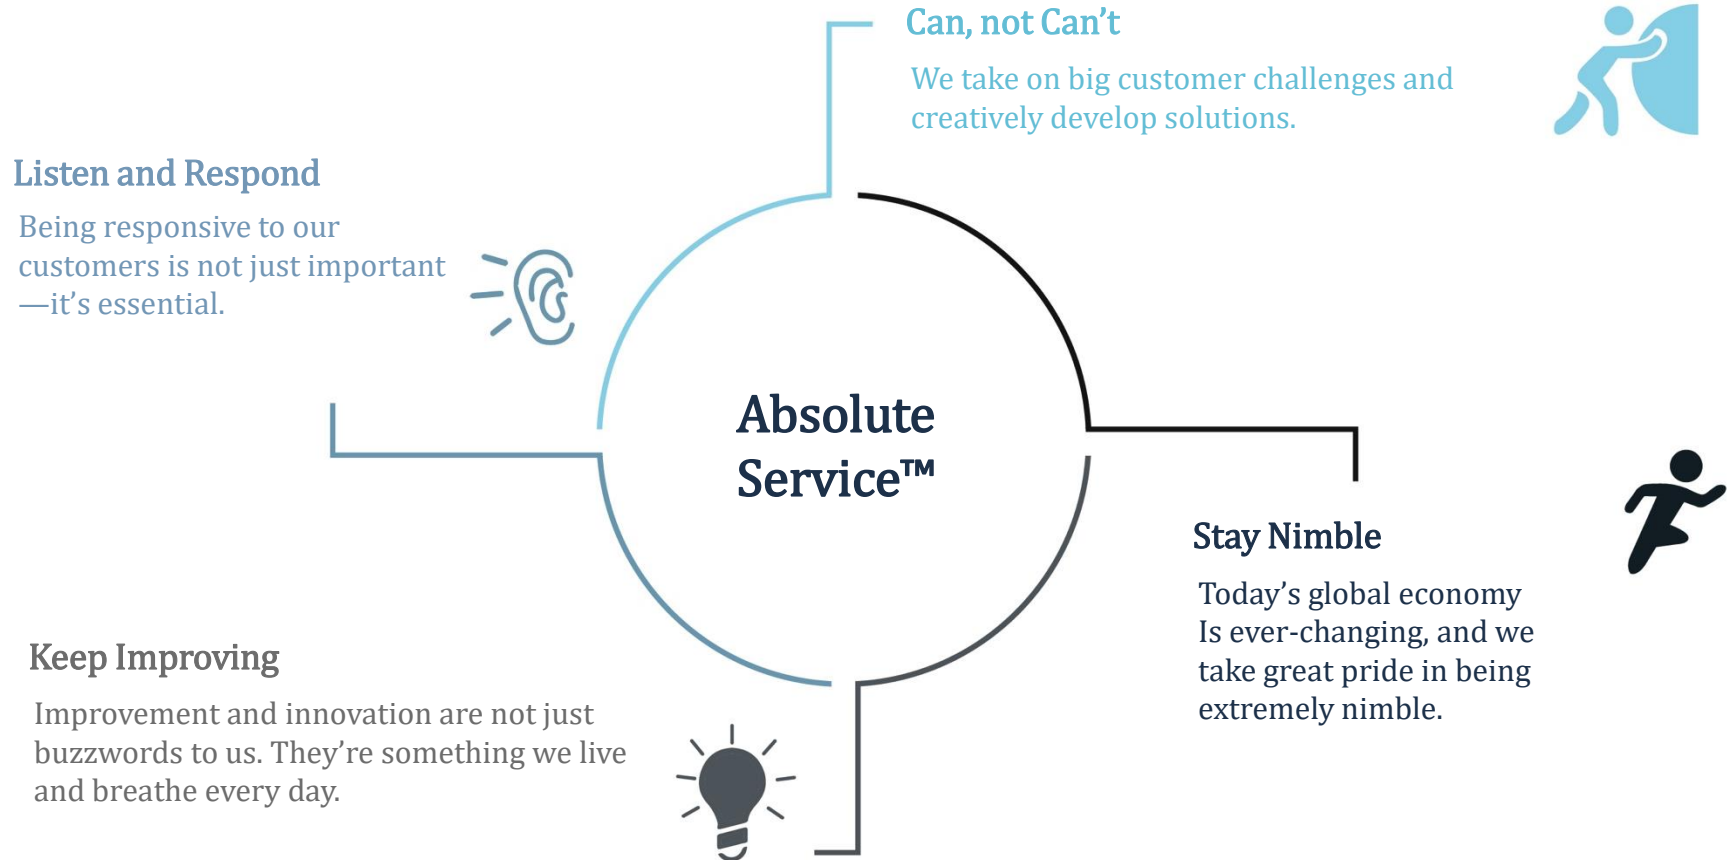 Can, not Can’t
We take on big customer challenges and
creatively develop solutions.
Listen and Respond
Being responsive to our
customers is not just important
—it’s essential.
Absolute
Service™
Stay Nimble
Today’s global economy
Is ever-changing, and we
take great pride in being
extremely nimble.
Keep Improving
Improvement and innovation are not just
buzzwords to us. They’re something we live
and breathe every day.